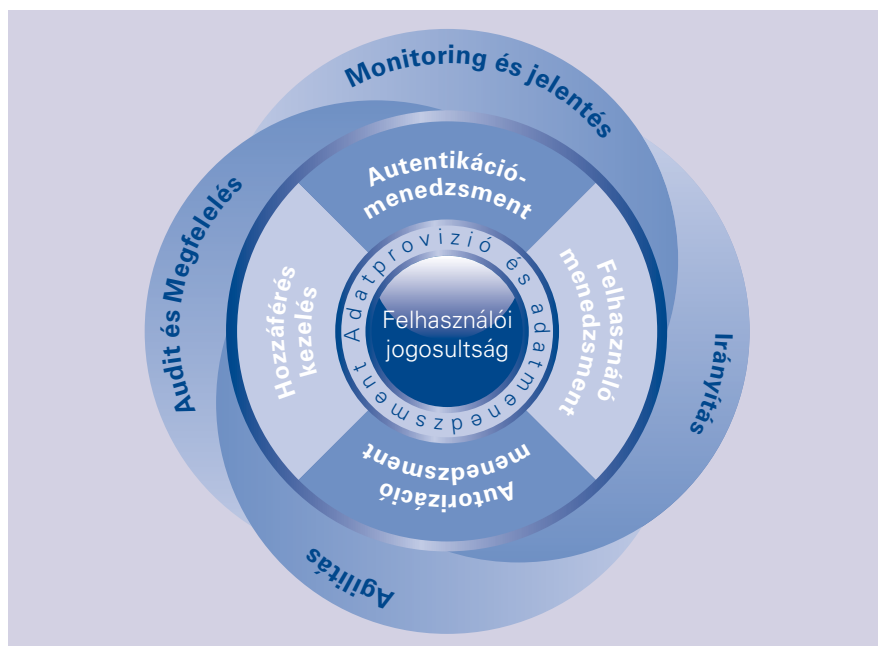 Monitoring és jelentés
Audit és Megfelelés
Irányítás
Agilitás
Autentikáció-
menedzsment
Hozzáférés
kezelés
Felhasználó
menedzsment
Autorizáció
menedzsment
Adatprovizió és adatmenedzsment
Felhasználói
jogosultság